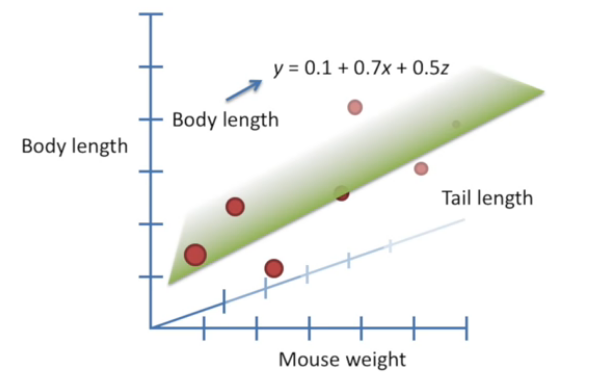 y = 0.1 + 0.7x + 0.5z
Body length
Body length
Tail length
Mouse weight